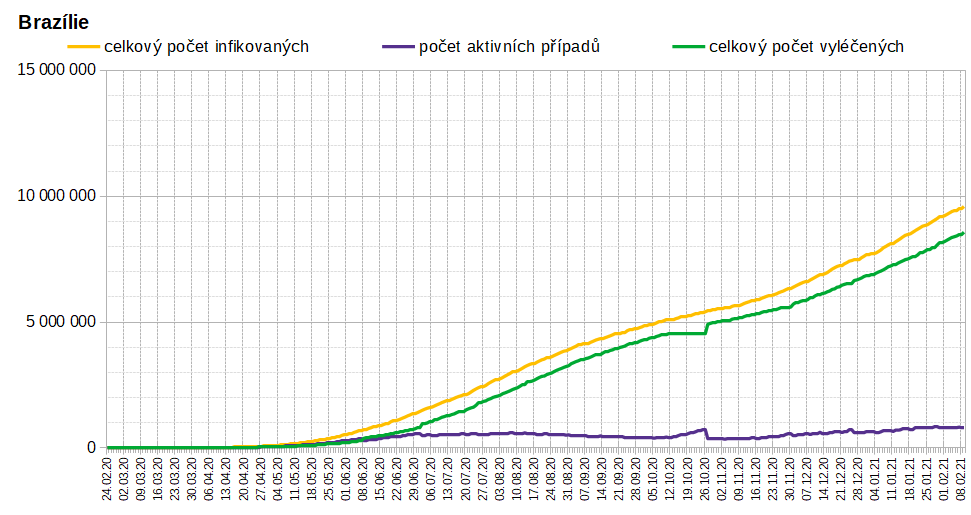 Brazílie
celkový počet infikovaných počet aktivních případů celkový počet vyléčených
15 000 000
10 000 000
5 000 000
0
24.02.20 02.03.20 09.03.20 16.03.20 23.03.20 30.03.20 06.04.20 13.04.20 20.04.20 27.04.20 04.05.20 11.05.20 18.05.20 25.05.20 01.06.20 08.06.20 15.06.20 22.06.20 29.06.20 06.07.20 13.07.20 20.07.20 27.07.20 03.08.20 10.08.20 17.08.20 24.08.20 31.08.20 07.09.20 14.09.20 21.09.20 28.09.20 05.10.20 12.10.20 19.10.20 26.10.20 02.11.20 09.11.20 16.11.20 23.11.20 30.11.20 07.12.20 14.12.20 21.12.20 28.12.20 04.01.21 11.01.21 18.01.21 25.01.21 01.02.21 08.02.21